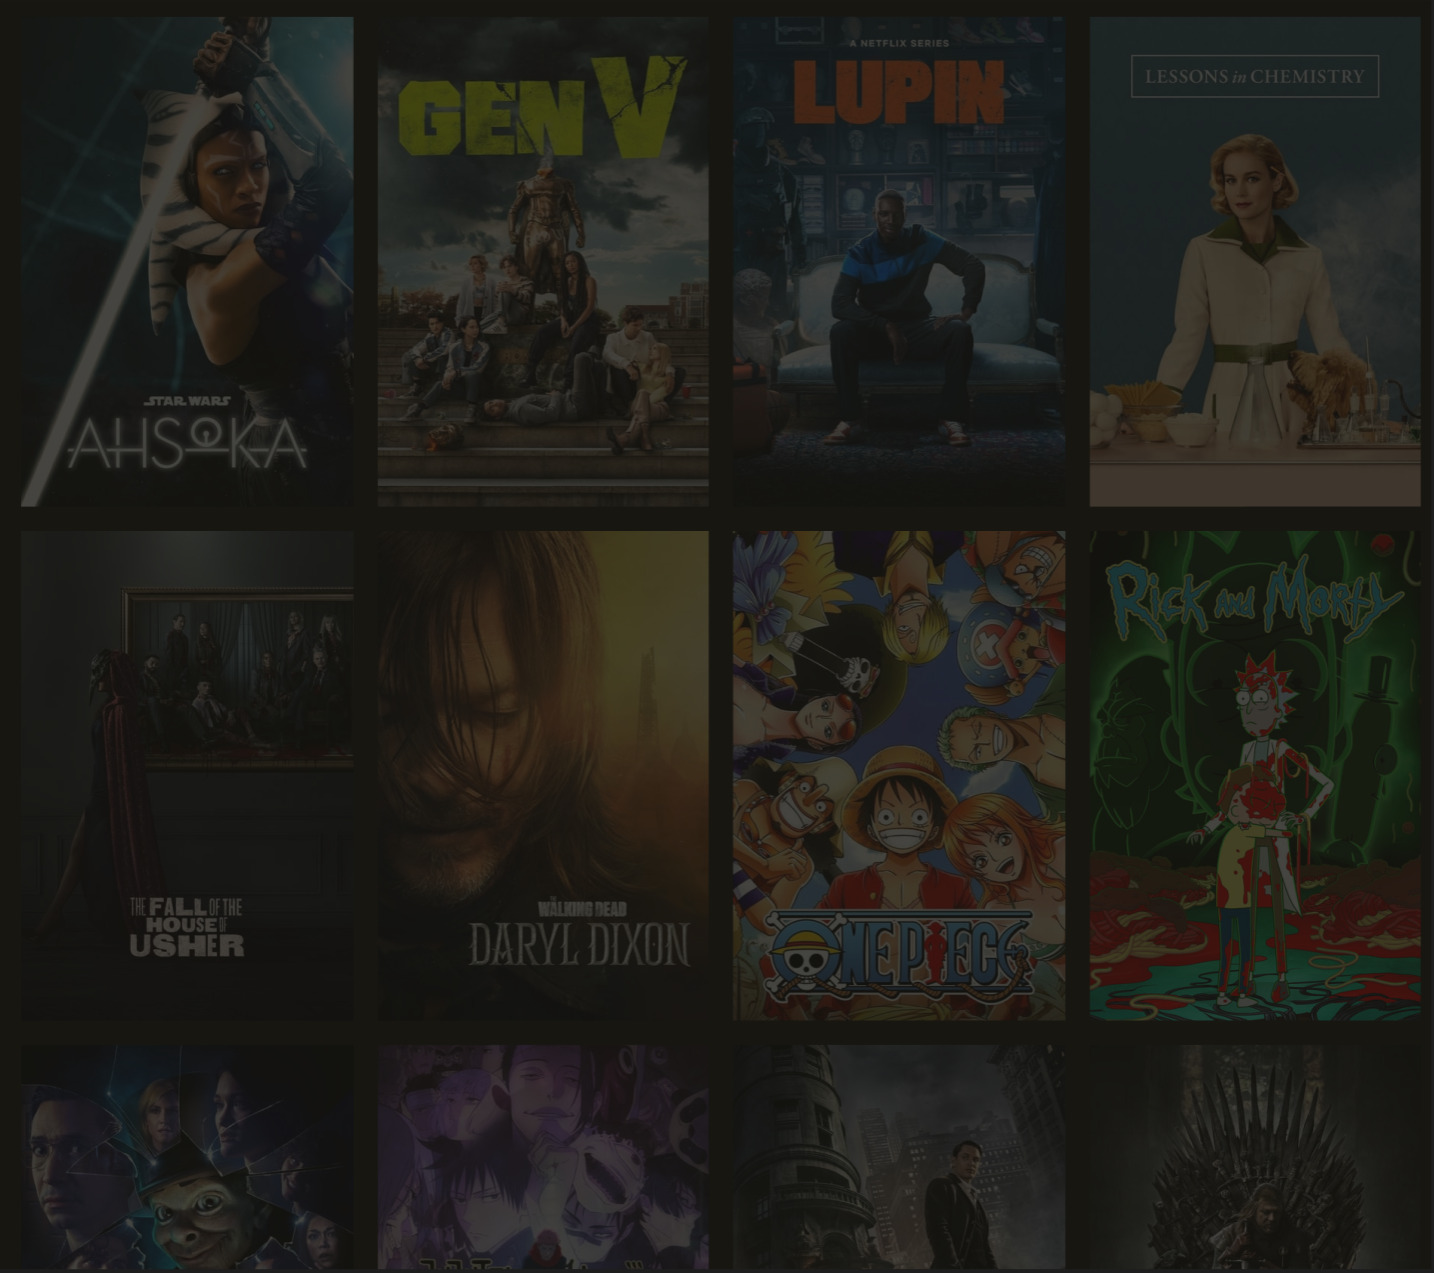 GEN V
A NETFLIX SERIES
LUPIN
LESSONS in CHEMISTRY
STAR WARS
AHSOKA
RICK AND MORTY
THE FALL OF THE
HOUSE OF
USHER
THE
WALKING DEAD
DARYL DIXON
ONE PIECE